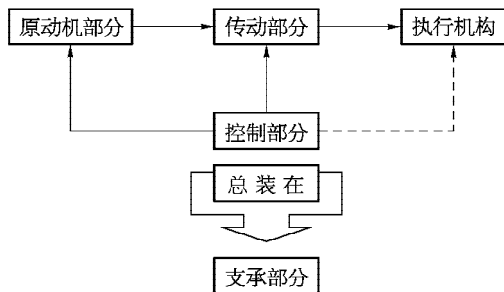 原动机部分
传动部分
执行机构
控制部分
总装在
支承部分